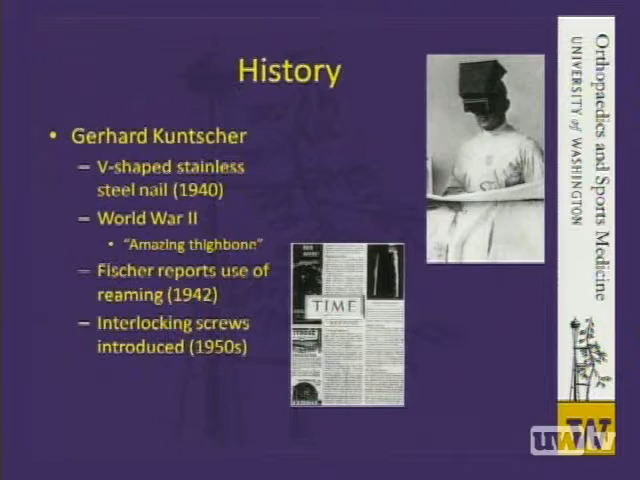 History
• Gerhard Kuntscher
– V-shaped stainless
steel nail (1940)
– World War II
• "Amazing thighbone"
– Fischer reports use of
reaming (1942)
– Interlocking screws
introduced (1950s)
TIME
Orthopaedics and Sports Medicine
UNIVERSITY of WASHINGTON
W
uwtv